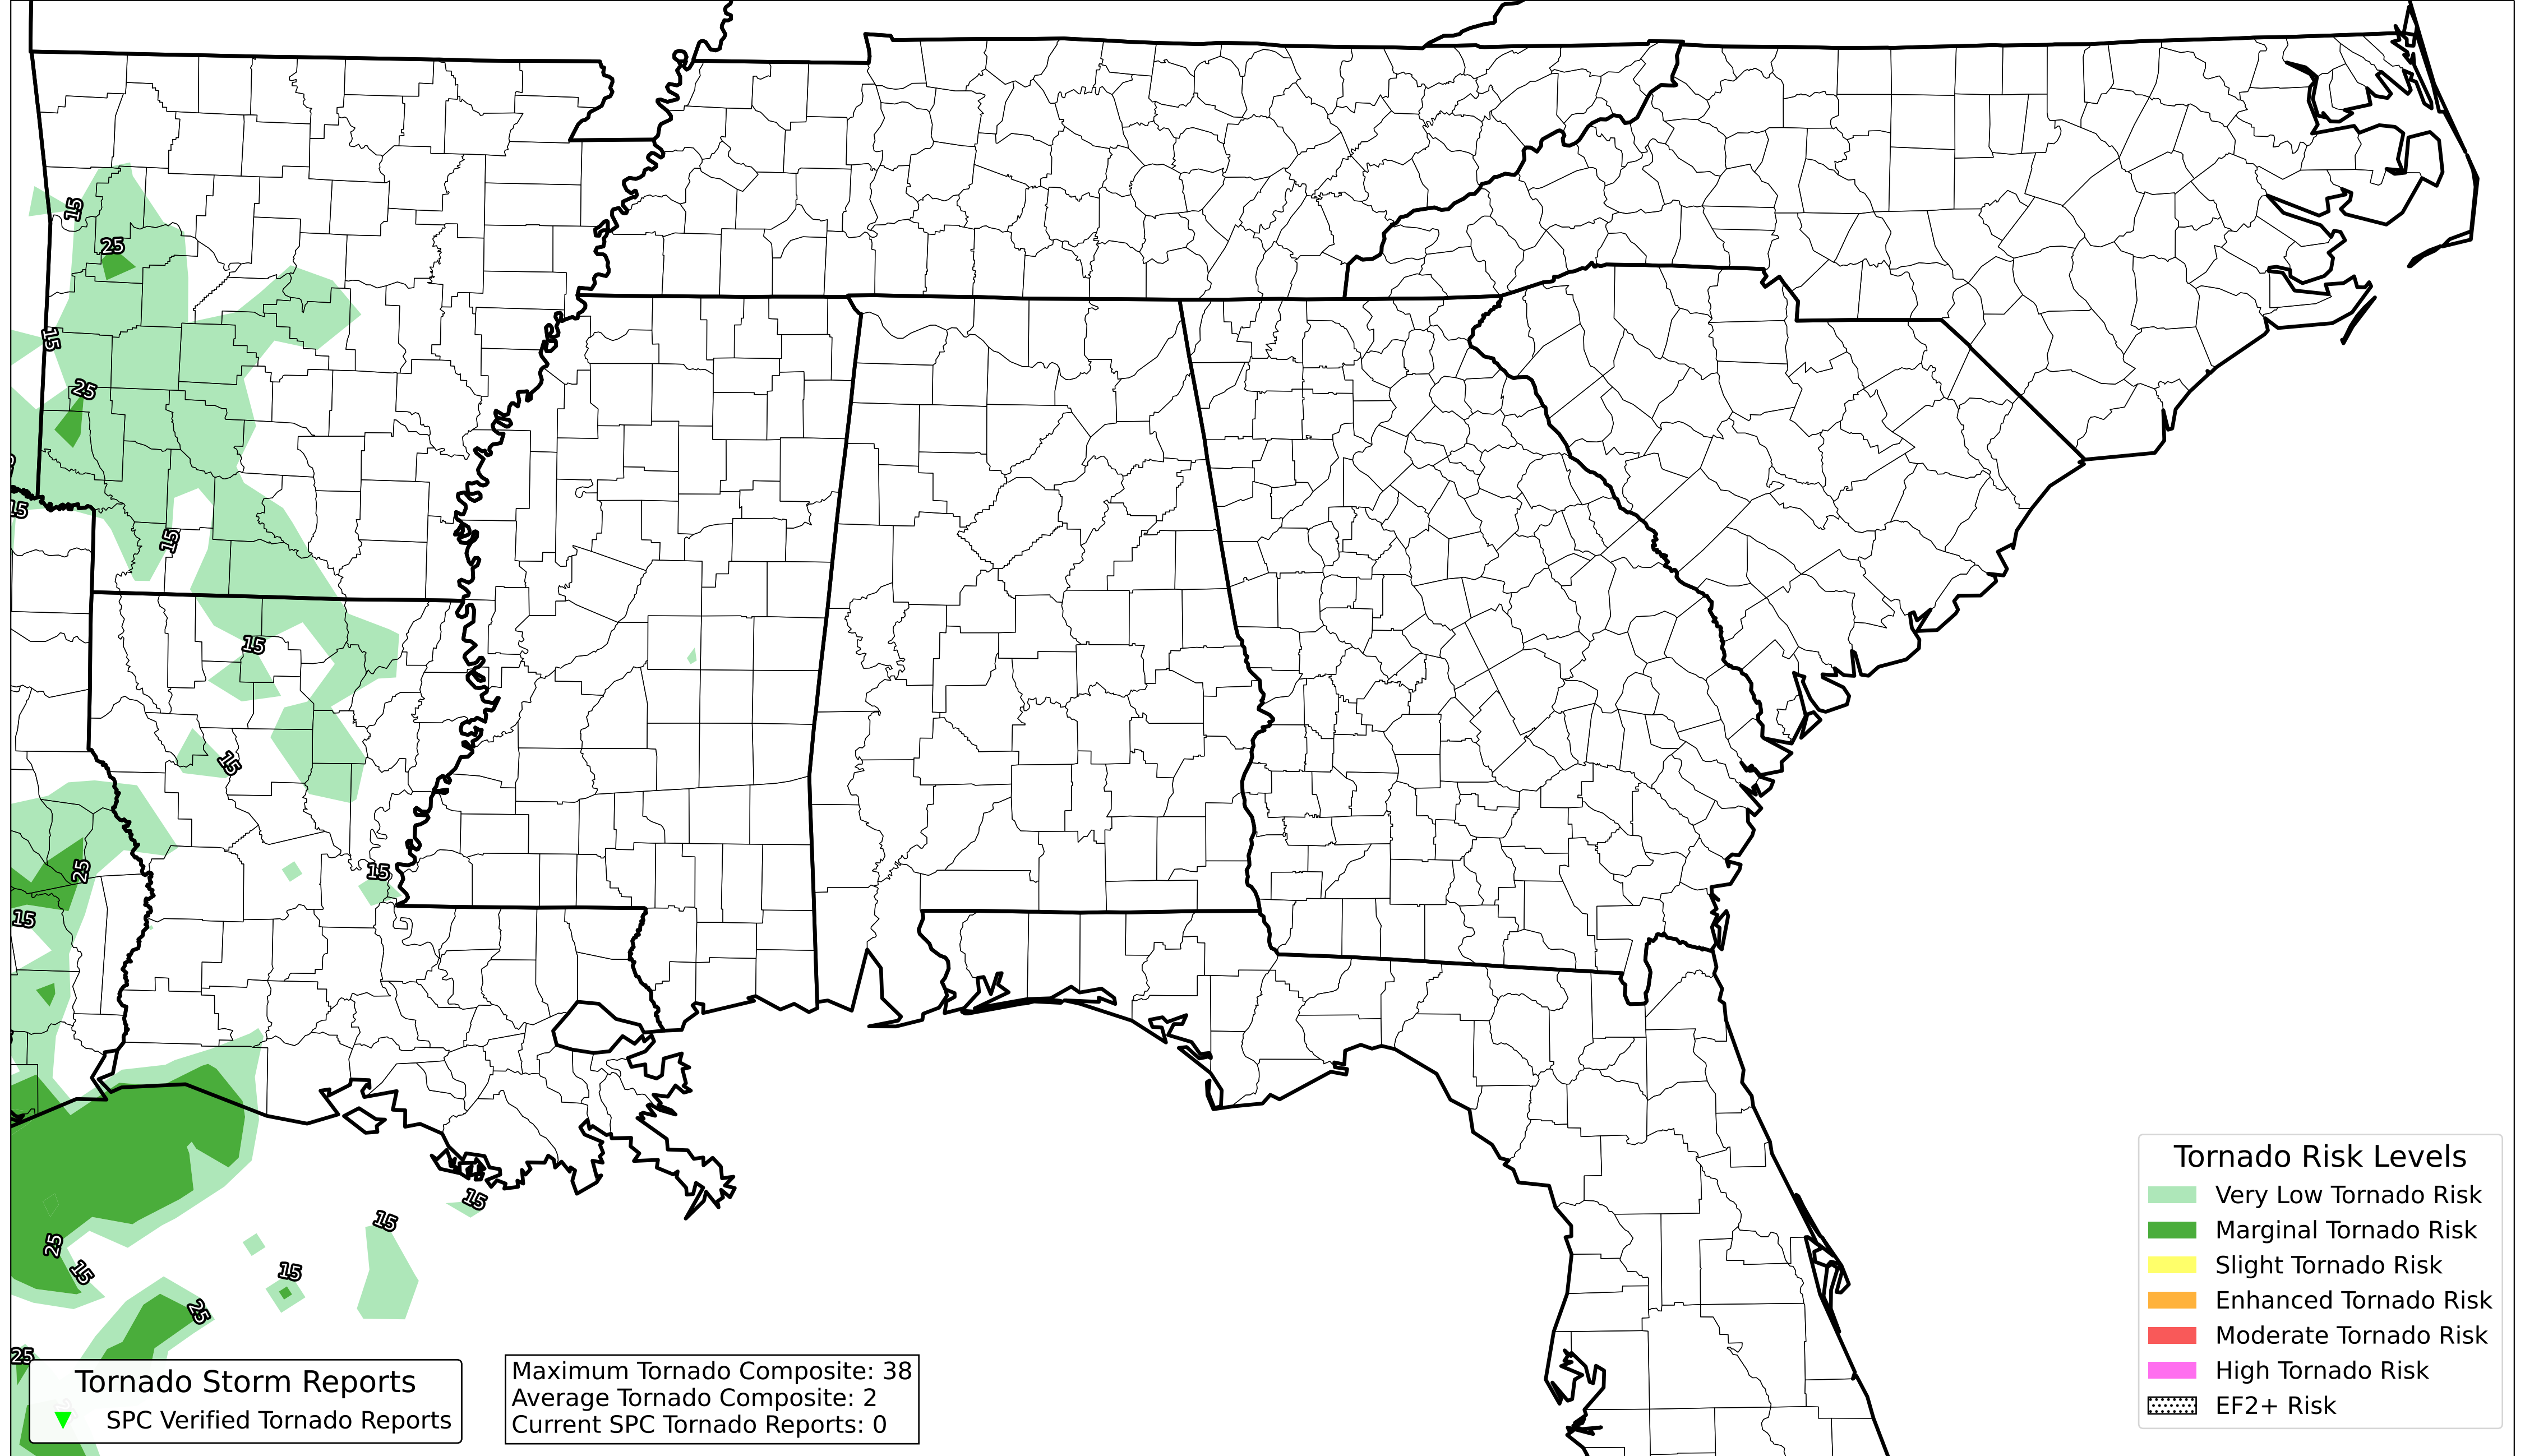 15
25
15
25
15
15
15
15
25
15
15
15
15
25
15
15
25
25
Tornado Storm Reports
SPC Verified Tornado Reports
Maximum Tornado Composite: 38
Average Tornado Composite: 2
Current SPC Tornado Reports: 0
Tornado Risk Levels
Very Low Tornado Risk
Marginal Tornado Risk
Slight Tornado Risk
Enhanced Tornado Risk
Moderate Tornado Risk
High Tornado Risk
EF2+ Risk